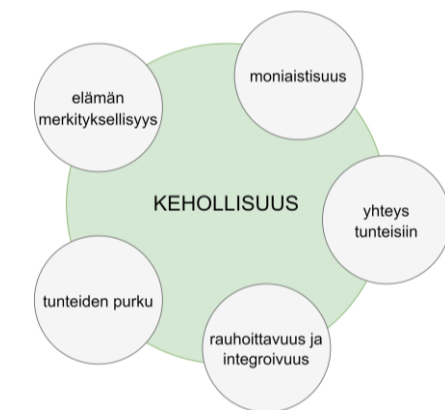 moniaistisuus
elämän
merkityksellisyys
KEHOLLISUUS
yhteys
tunteisiin
tunteiden purku
rauhoittavuus ja
integroivuus